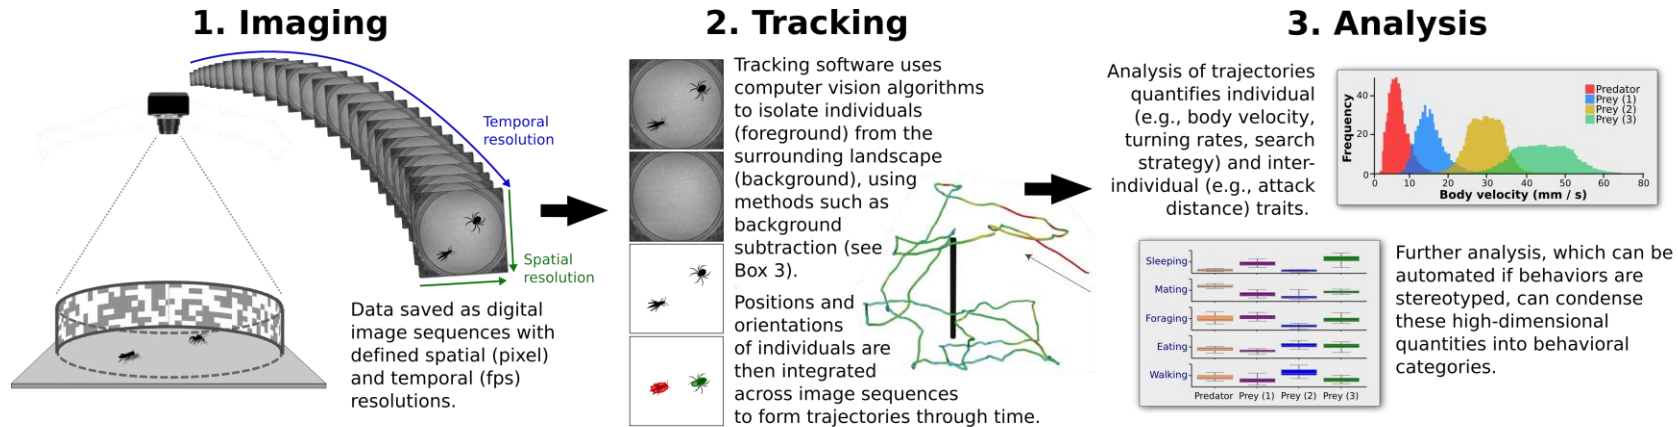 1. Imaging
Temporal
resolution
Spatial
resolution
Data saved as digital
image sequences with
defined spatial (pixel)
and temporal (fps)
resolutions.
2. Tracking
Tracking software uses
computer vision algorithms
to isolate individuals
(foreground) from the
surrounding landscape
(background), using
methods such as
background
subtraction (see
Box 3).
Positions and
orientations
of individuals are
then integrated
across image sequences
to form trajectories through time.
3. Analysis
Analysis of trajectories
quantifies individual
(e.g., body velocity,
turning rates, search
strategy) and inter-
individual (e.g., attack
distance) traits.
Frequency
40
20
0
0 10 20 30 40 50 60 80
Body velocity (mm / s)
Predator
Prey (1)
Prey (2)
Prey (3)
Sleeping
Mating
Foraging
Eating
Walking
Predator Prey (1) Prey (2) Prey (3)
Further analysis, which can be
automated if behaviors are
stereotyped, can condense
these high-dimensional
quantities into behavioral
categories.